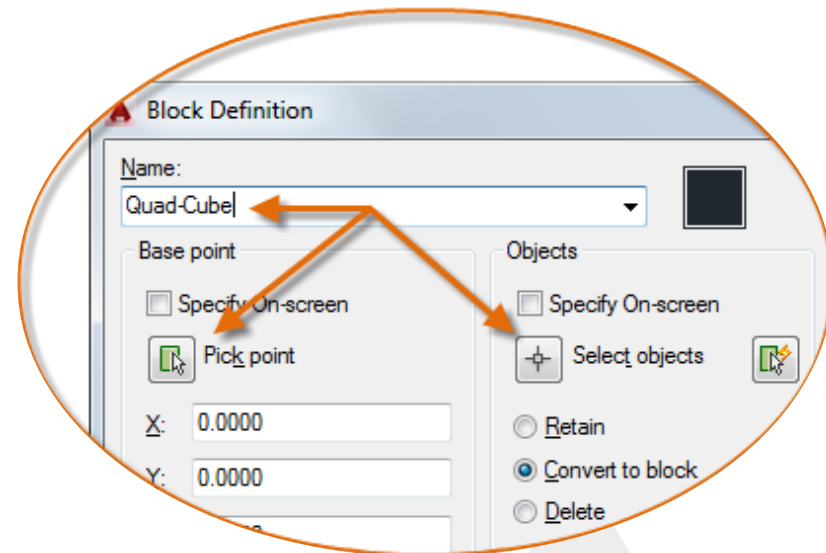 Block Definition
Name:
Quad-Cube
Base point
Specify On-screen
Pick point
X: 0.0000
Y: 0.0000
Objects
Specify On-screen
Select objects
Retain
Convert to block
Delete